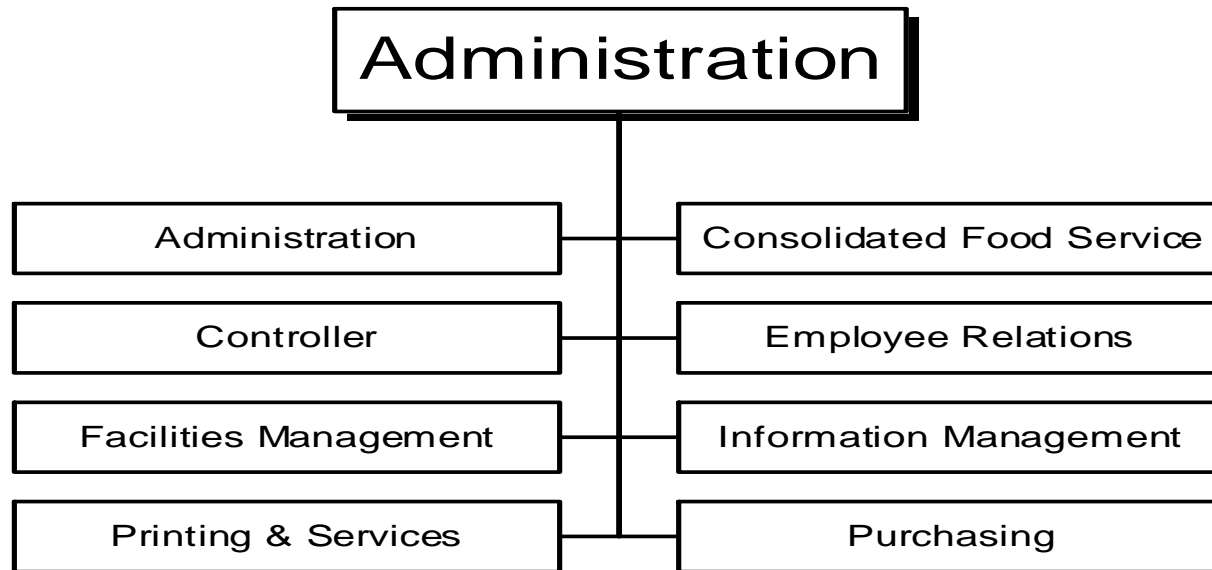 Administration
Administration
Consolidated Food Service
Controller
Employee Relations
Facilities Management
Information Management
Printing & Services
Purchasing